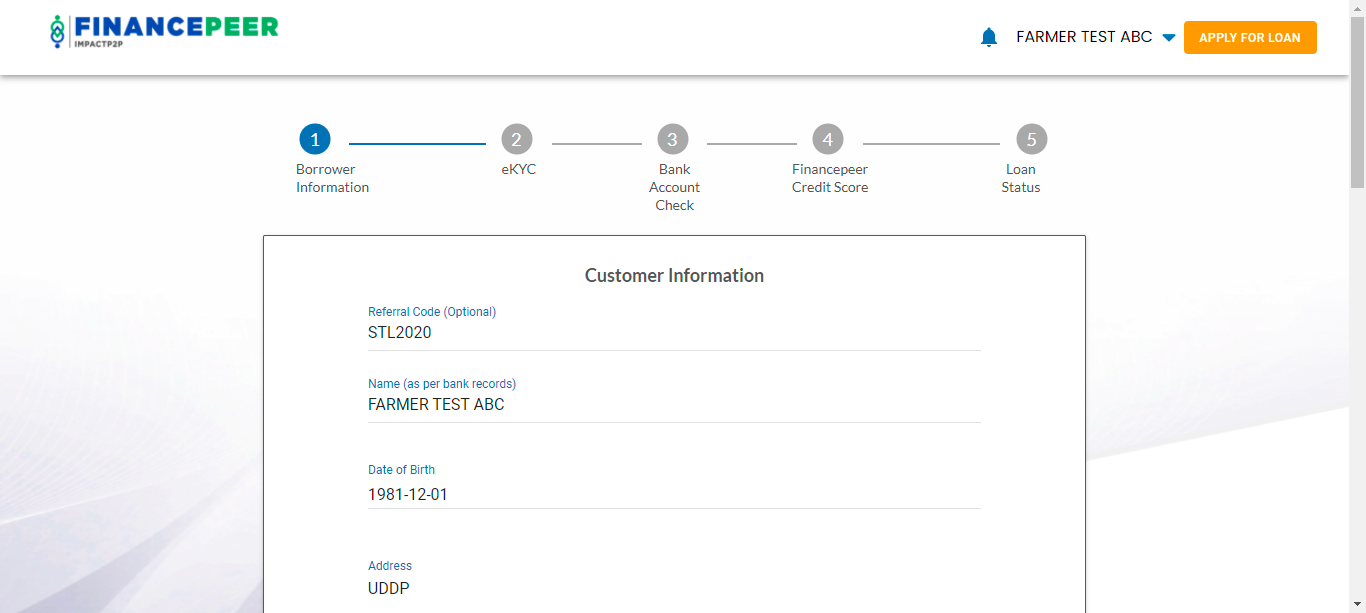 FINANCEPEER
IMPACTP2P
FARMER TEST ABC
APPLY FOR LOAN
1
2
3
4
5
Borrower
Information
eKYC
Bank
Account
Check
Financepeer
Credit Score
Loan
Status
Customer Information
Referral Code (Optional)
STL2020
Name (as per bank records)
FARMER TEST ABC
Date of Birth
1981-12-01
Address
UDDP